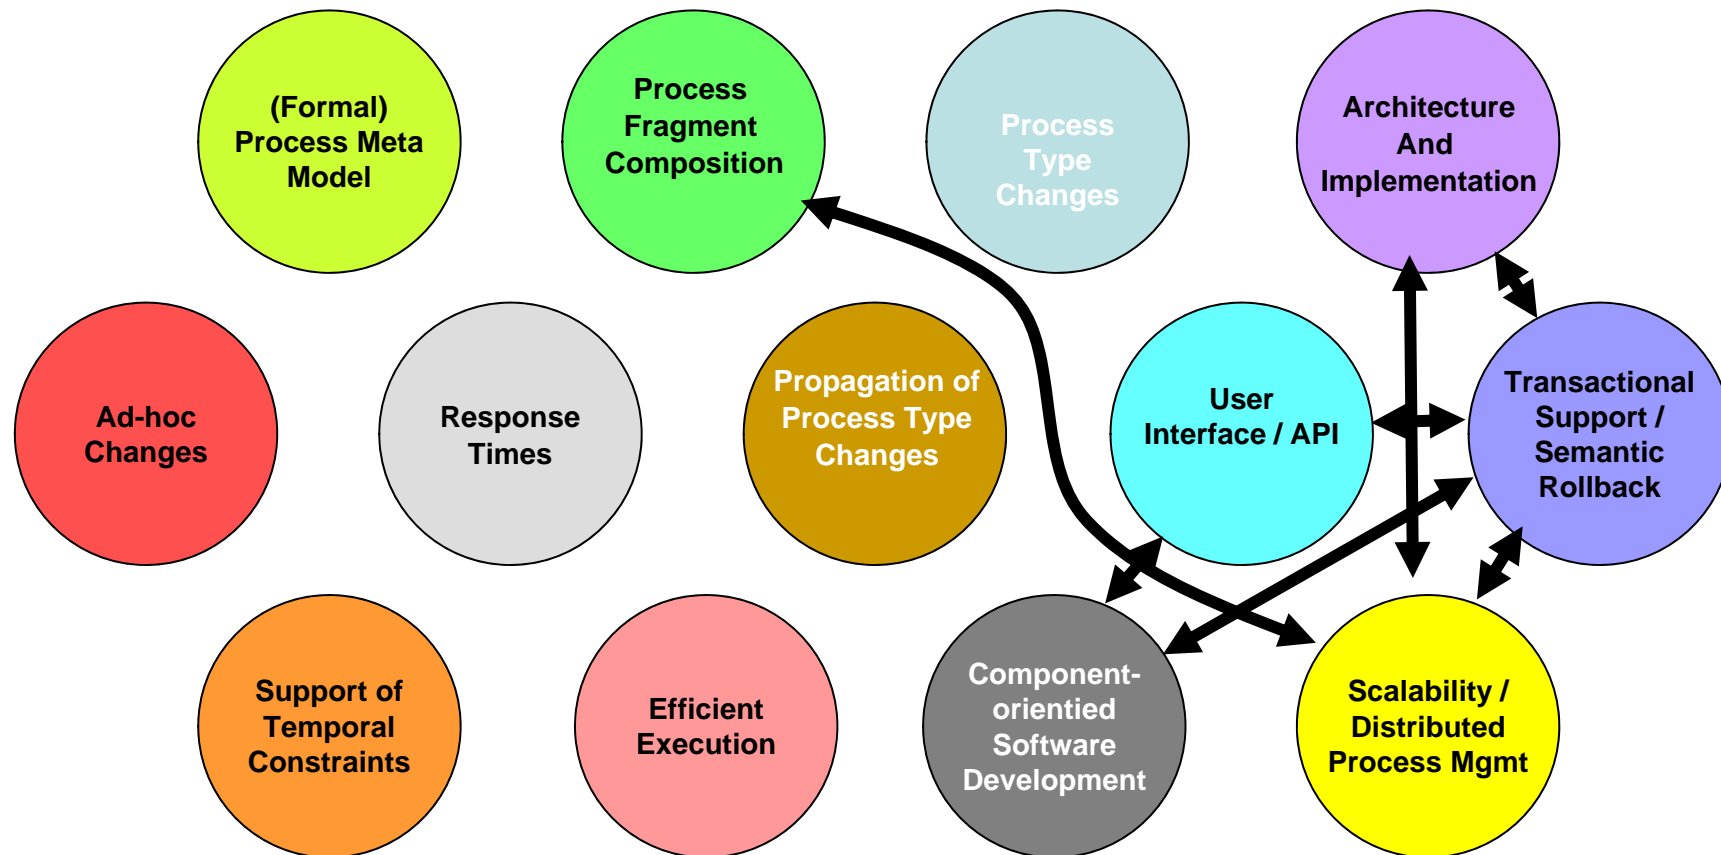 (Formal)
Process Meta
Model
Process
Fragment
Composition
Process
Type
Changes
Architecture
And
Implementation
Ad-hoc
Changes
Response
Times
Propagation of
Process Type
Changes
User
Interface / API
Transactional
Support /
Semantic
Rollback
Support of
Temporal
Constraints
Efficient
Execution
Component-
orientied
Software
Development
Scalability /
Distributed
Process Mgmt